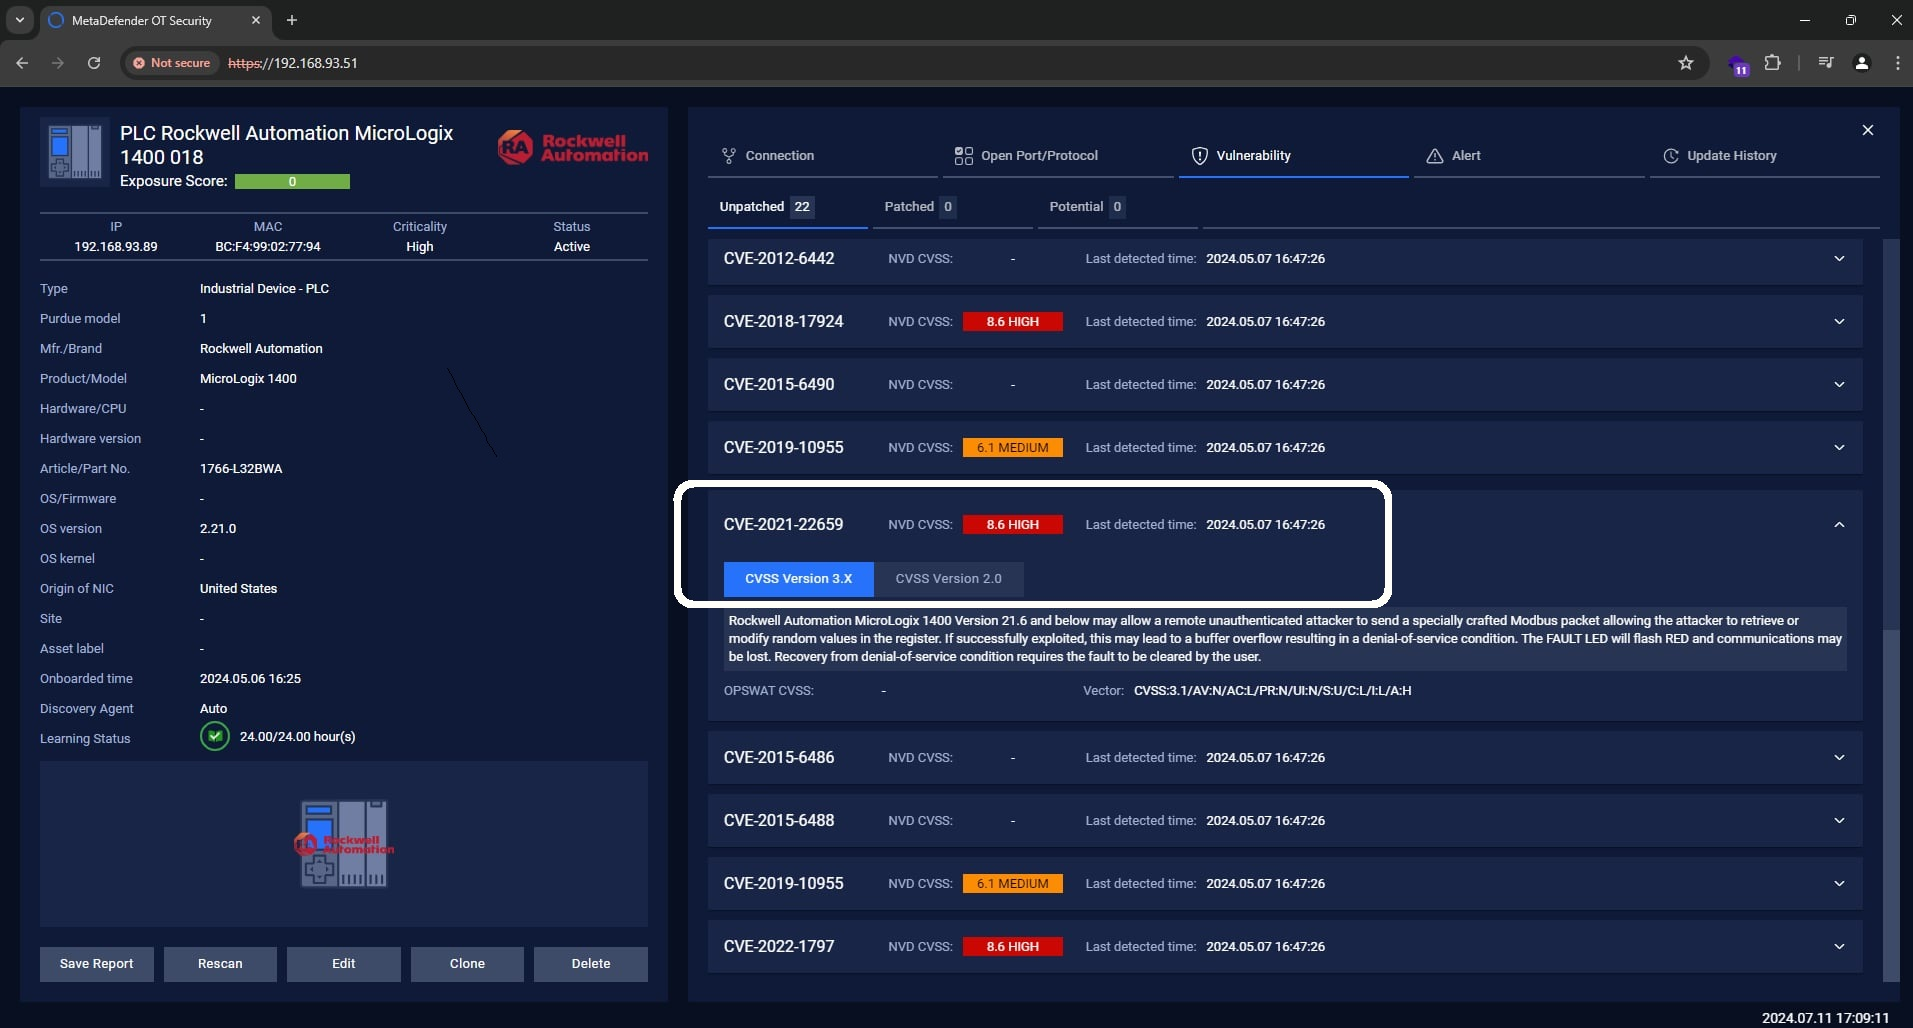 MetaDefender OT Security
Not secure
https://192.168.93.51
11
PLC Rockwell Automation MicroLogix
1400 018
Exposure Score: 0
RA Rockwell
Automation
IP MAC Criticality Status
192.168.93.89 BC:F4:99:02:77:94 High Active
Type Industrial Device - PLC
Purdue model 1
Mfr./Brand Rockwell Automation
Product/Model MicroLogix 1400
Hardware/CPU -
Hardware version -
Article/Part No. 1766-L32BWA
OS/Firmware -
OS version 2.21.0
OS kernel -
Origin of NIC United States
Site -
Asset label -
Onboarded time 2024.05.06 16:25
Discovery Agent Auto
Learning Status 24.00/24.00 hour(s)
RA Rockwell
Automation
Save Report Rescan Edit Clone Delete
Connection Open Port/Protocol Vulnerability Alert Update History
Unpatched 22 Patched 0 Potential 0
CVE-2012-6442 NVD CVSS: - Last detected time: 2024.05.07 16:47:26
CVE-2018-17924 NVD CVSS: 8.6 HIGH Last detected time: 2024.05.07 16:47:26
CVE-2015-6490 NVD CVSS: - Last detected time: 2024.05.07 16:47:26
CVE-2019-10955 NVD CVSS: 6.1 MEDIUM Last detected time: 2024.05.07 16:47:26
CVE-2021-22659 NVD CVSS: 8.6 HIGH Last detected time: 2024.05.07 16:47:26
CVSS Version 3.X CVSS Version 2.0
Rockwell Automation MicroLogix 1400 Version 21.6 and below may allow a remote unauthenticated attacker to send a specially crafted Modbus packet allowing the attacker to retrieve or
modify random values in the register. If successfully exploited, this may lead to a buffer overflow resulting in a denial-of-service condition. The FAULT LED will flash RED and communications may
be lost. Recovery from denial-of-service condition requires the fault to be cleared by the user.
OPSWAT CVSS: - Vector: CVSS:3.1/AV:N/AC:L/PR:N/UI:N/S:U/C:L/I:L/A:H
CVE-2015-6486 NVD CVSS: - Last detected time: 2024.05.07 16:47:26
CVE-2015-6488 NVD CVSS: - Last detected time: 2024.05.07 16:47:26
CVE-2019-10955 NVD CVSS: 6.1 MEDIUM Last detected time: 2024.05.07 16:47:26
CVE-2022-1797 NVD CVSS: 8.6 HIGH Last detected time: 2024.05.07 16:47:26
2024.07.11 17:09:11